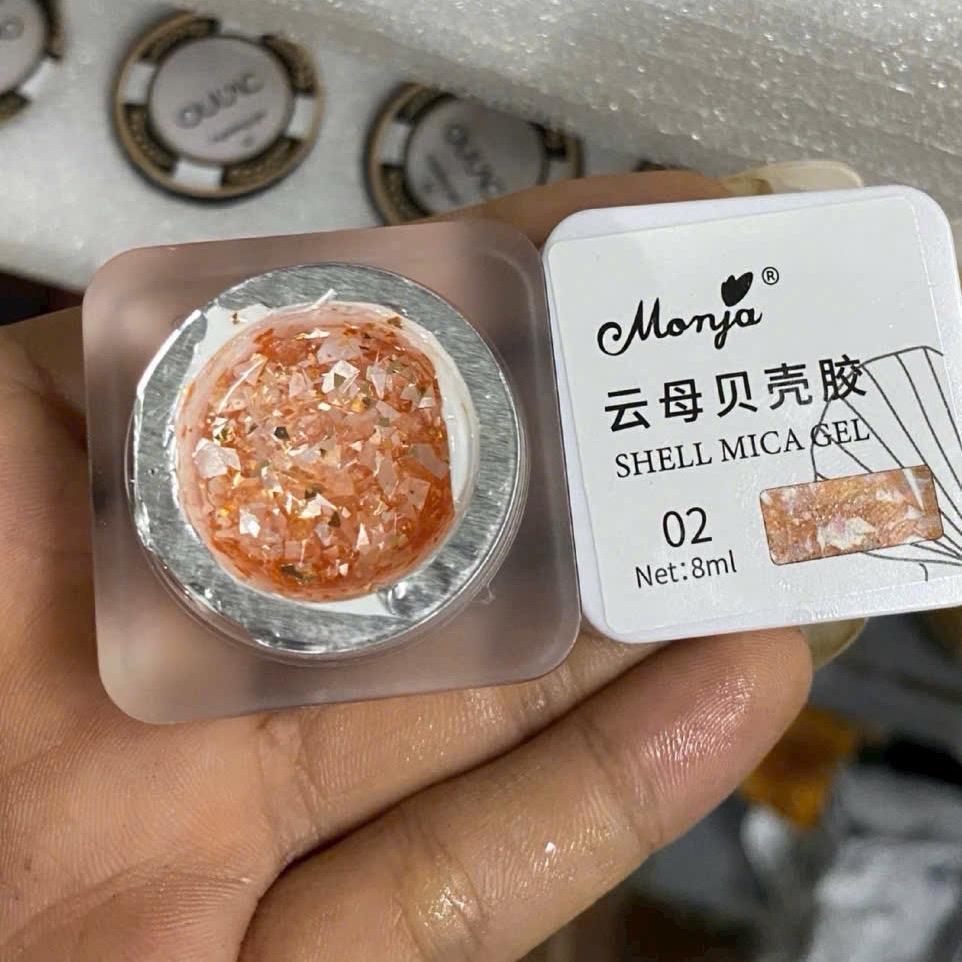 Monja®
云母贝壳胶
SHELL MICA GEL
02
Net:8ml